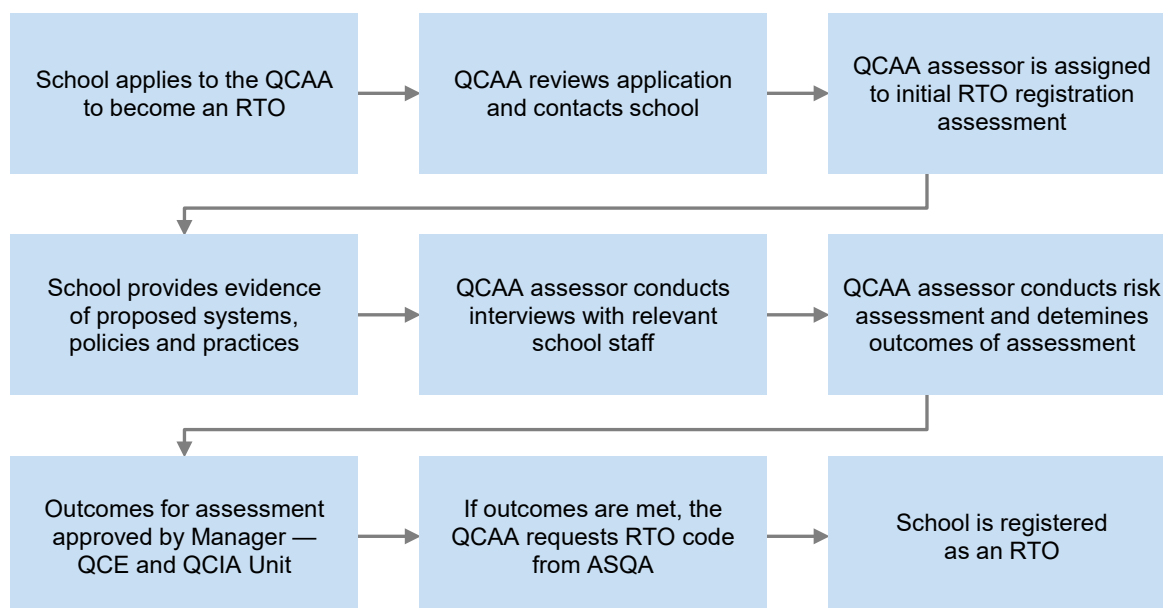 School applies to the QCAA
to become an RTO
QCAA reviews application
and contacts school
QCAA assessor is assigned
to initial RTO registration
assessment
School provides evidence
of proposed systems,
policies and practices
QCAA assessor conducts
interviews with relevant
school staff
QCAA assessor conducts risk
assessment and detemines
outcomes of assessment
Outcomes for assessment
approved by Manager —
QCE and QCIA Unit
If outcomes are met, the
QCAA requests RTO code
from ASQA
School is registered
as an RTO